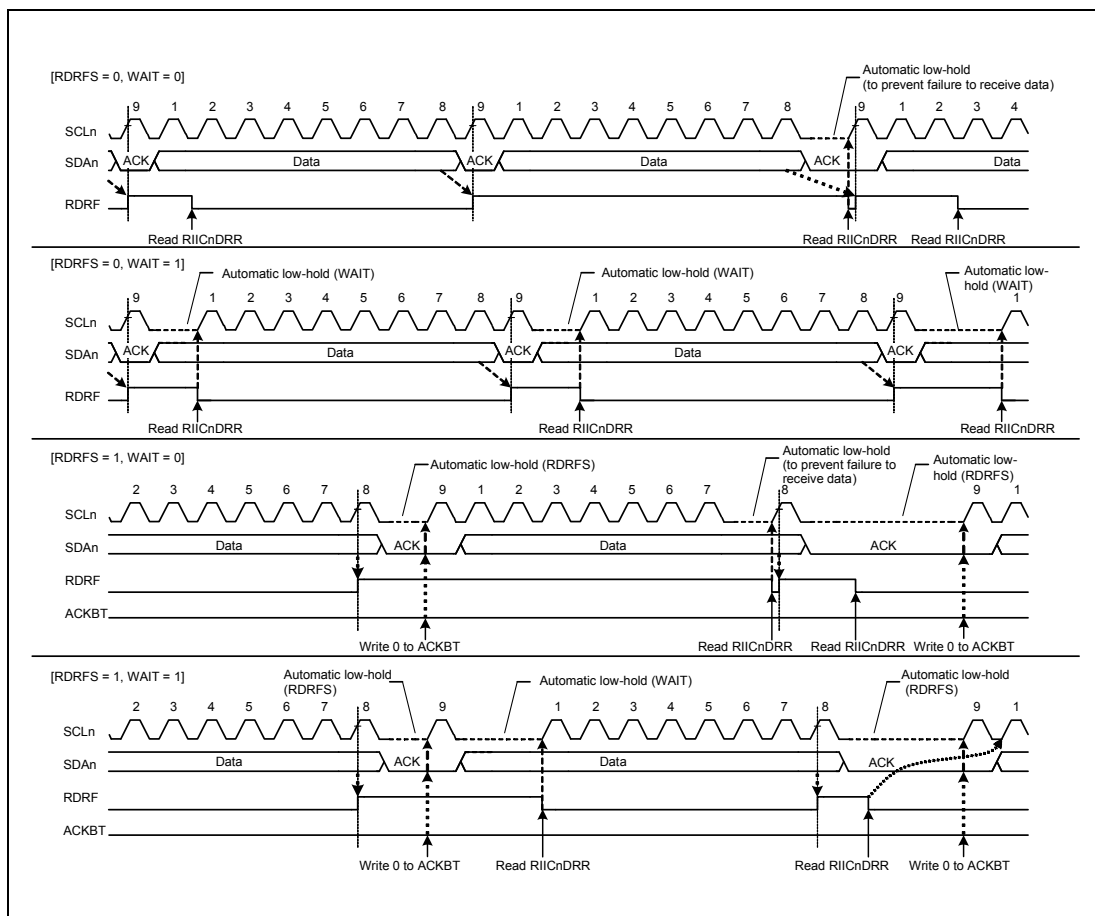 [RDRFS = 0, WAIT = 0]
Automatic low-hold
(to prevent failure to receive data)
9 1 2 3 4 5 6 7 8 9 1 2 3 4 5 6 7 8 9 1 2 3 4
SCLn
SDAn ACK Data ACK Data ACK Data
RDRF
Read RIICnDRR Read RIICnDRR Read RIICnDRR
[RDRFS = 0, WAIT = 1]
Automatic low-hold (WAIT) Automatic low-hold (WAIT) Automatic low-
hold (WAIT)
9 1 2 3 4 5 6 7 8 9 1 2 3 4 5 6 7 8 9 1
SCLn
SDAn ACK Data ACK Data ACK
RDRF
Read RIICnDRR Read RIICnDRR Read RIICnDRR
[RDRFS = 1, WAIT = 0]
Automatic low-hold (RDRFS)
Automatic low-hold
(to prevent failure to
receive data)
Automatic low-
hold (RDRFS)
2 3 4 5 6 7 8 9 1 2 3 4 5 6 7 8 9 1
SCLn
SDAn Data ACK Data ACK
RDRF
ACKBT
Write 0 to ACKBT Read RIICnDRR Read RIICnDRR Write 0 to ACKBT
[RDRFS = 1, WAIT = 1]
Automatic low-hold
(RDRFS)
Automatic low-hold (WAIT)
Automatic low-hold
(RDRFS)
2 3 4 5 6 7 8 9 1 2 3 4 5 6 7 8 9 1
SCLn
SDAn Data ACK Data ACK
RDRF
ACKBT
Write 0 to ACKBT Read RIICnDRR Read RIICnDRR Write 0 to ACKBT